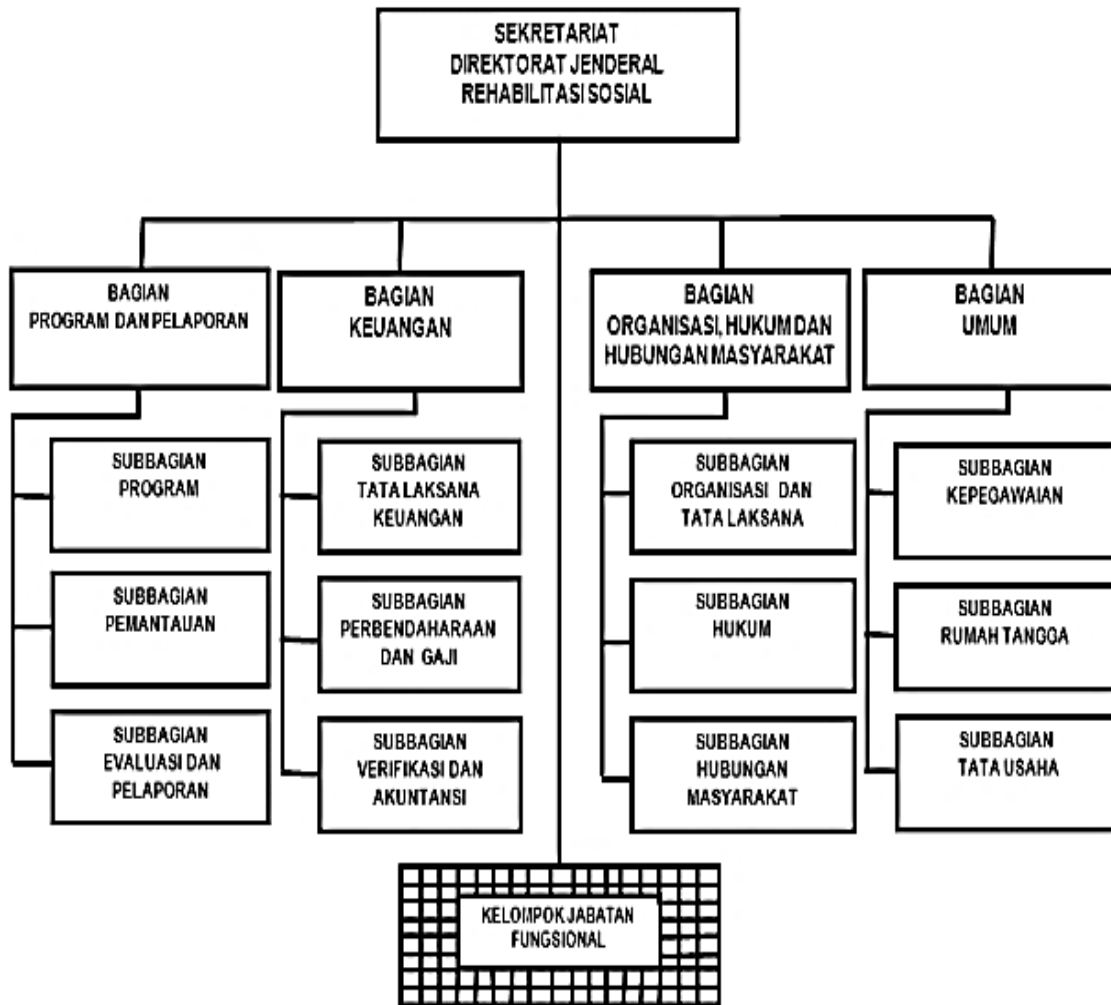 SEKRETARIAT
DIREKTORAT JENDERAL
REHABILITASI SOSIAL
BAGIAN
PROGRAM DAN PELAPORAN
BAGIAN
KEUANGAN
BAGIAN
ORGANISASI, HUKUM DAN
HUBUNGAN MASYARAKAT
BAGIAN
UMUM
SUBBAGIAN
PROGRAM
SUBBAGIAN
TATA LAKSANA
KEUANGAN
SUBBAGIAN
ORGANISASI DAN
TATA LAKSANA
SUBBAGIAN
KEPEGAWAIAN
SUBBAGIAN
PEMANTAUAN
SUBBAGIAN
PERBENDAHARAAN
DAN GAJI
SUBBAGIAN
HUKUM
SUBBAGIAN
RUMAH TANGGA
SUBBAGIAN
EVALUASI DAN
PELAPORAN
SUBBAGIAN
VERIFIKASI DAN
AKUNTANSI
SUBBAGIAN
HUBUNGAN
MASYARAKAT
SUBBAGIAN
TATA USAHA
KELOMPOK JABATAN
FUNGSIONAL